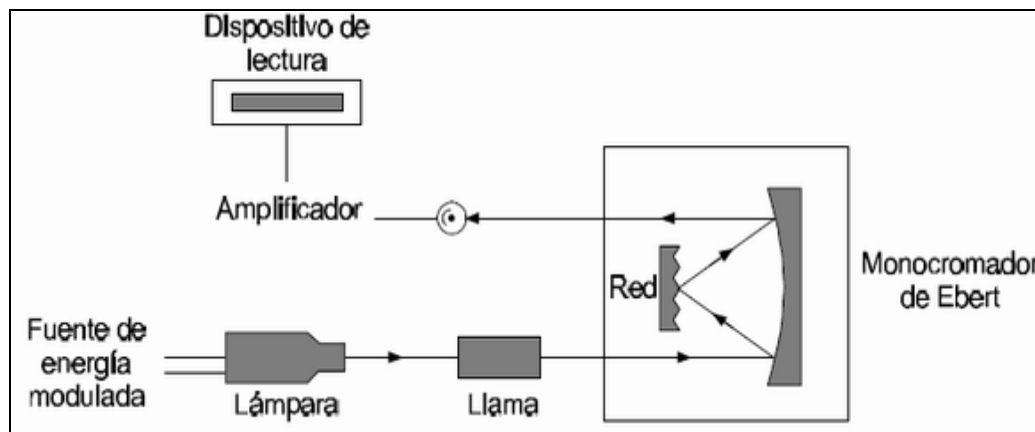 Dispositivo de
lectura
Amplificador
Red
Monocromador
de Ebert
Fuente de
energía
modulada
Lámpara
Llama